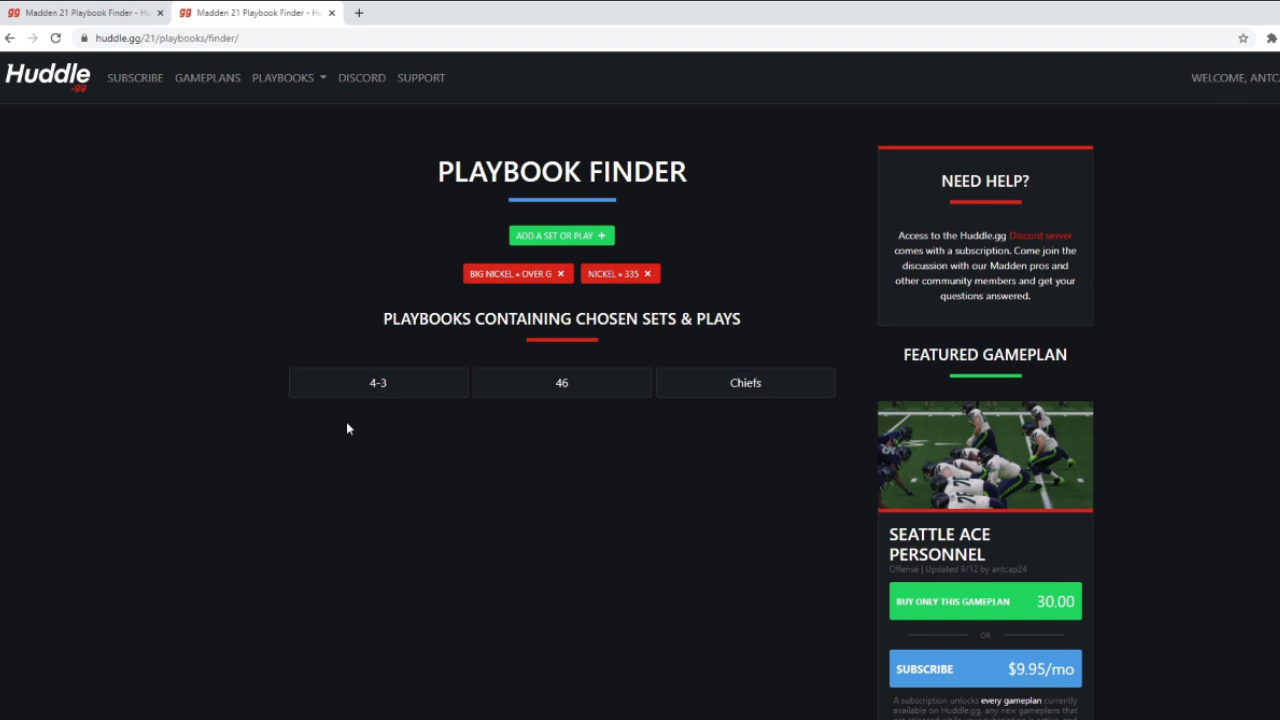 gg Madden 21 Playbook Finder - Hu
gg Madden 21 Playbook Finder - Hu
huddle.gg/21/playbooks/finder/
Huddle
.gg
SUBSCRIBE GAMEPLANS PLAYBOOKS DISCORD SUPPORT
WELCOME, ANTCA
PLAYBOOK FINDER
ADD A SET OR PLAY +
BIG NICKEL » OVER G ×
NICKEL » 335 ×
PLAYBOOKS CONTAINING CHOSEN SETS & PLAYS
4-3
46
Chiefs
NEED HELP?
Access to the Huddle.gg Discord server
comes with a subscription. Come join the
discussion with our Madden pros and
other community members and get your
questions answered.
FEATURED GAMEPLAN
SEATTLE ACE
PERSONNEL
Offense | Updated 9/12 by antcap24
BUY ONLY THIS GAMEPLAN 30.00
OR
SUBSCRIBE $9.95/mo
A subscription unlocks every gameplan currently
available on Huddle.gg, any new gameplans that